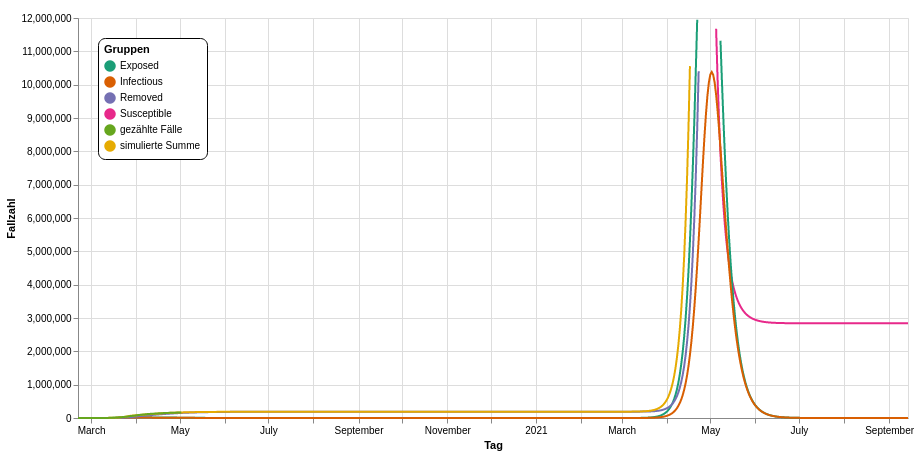 12,000,000
11,000,000
10,000,000
9,000,000
8,000,000
7,000,000
6,000,000
5,000,000
4,000,000
3,000,000
2,000,000
1,000,000
0
Fallzahl
Gruppen
Exposed
Infectious
Removed
Susceptible
gezählte Fälle
simulierte Summe
March May July September November 2021 March May July September
Tag